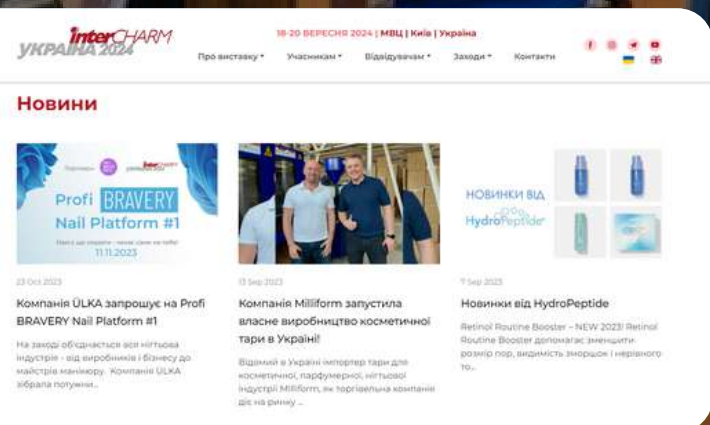 interCHARM
УКРАЇНА 2024
18-20 ВЕРЕСНЯ 2024 | МВЦ | Київ | Україна
Про виставку Учасникам Відвідувачам Заходи Контакти
Новини
interCHARM
Profi BRAVERY
Nail Platform #1
11.11.2023
НОВИНКИ ВІД
HydroPeptide
23 Oct 2023
Компанія ÜLKA запрошує на Profi
BRAVERY Nail Platform #1
На заході об'єднається вся нігтьова
індустрія - від виробників і бізнесу до
майстрів манікюру. Компанія ULKA
зібрала потужни...
13 Sep 2023
Компанія Milliform запустила
власне виробництво косметичної
тари в Україні!
Відомий в Україні імпортер тари для
косметичної, парфумерної, нігтьової
індустрії Milliform, як торгівельна компанія
діє на ринку ...
7 Sep 2023
Новинки від HydroPeptide
Retinol Routine Booster – NEW 2023! Retinol
Routine Booster допомагає зменшити
розмір пор, видимість зморщок і нерівного
то...